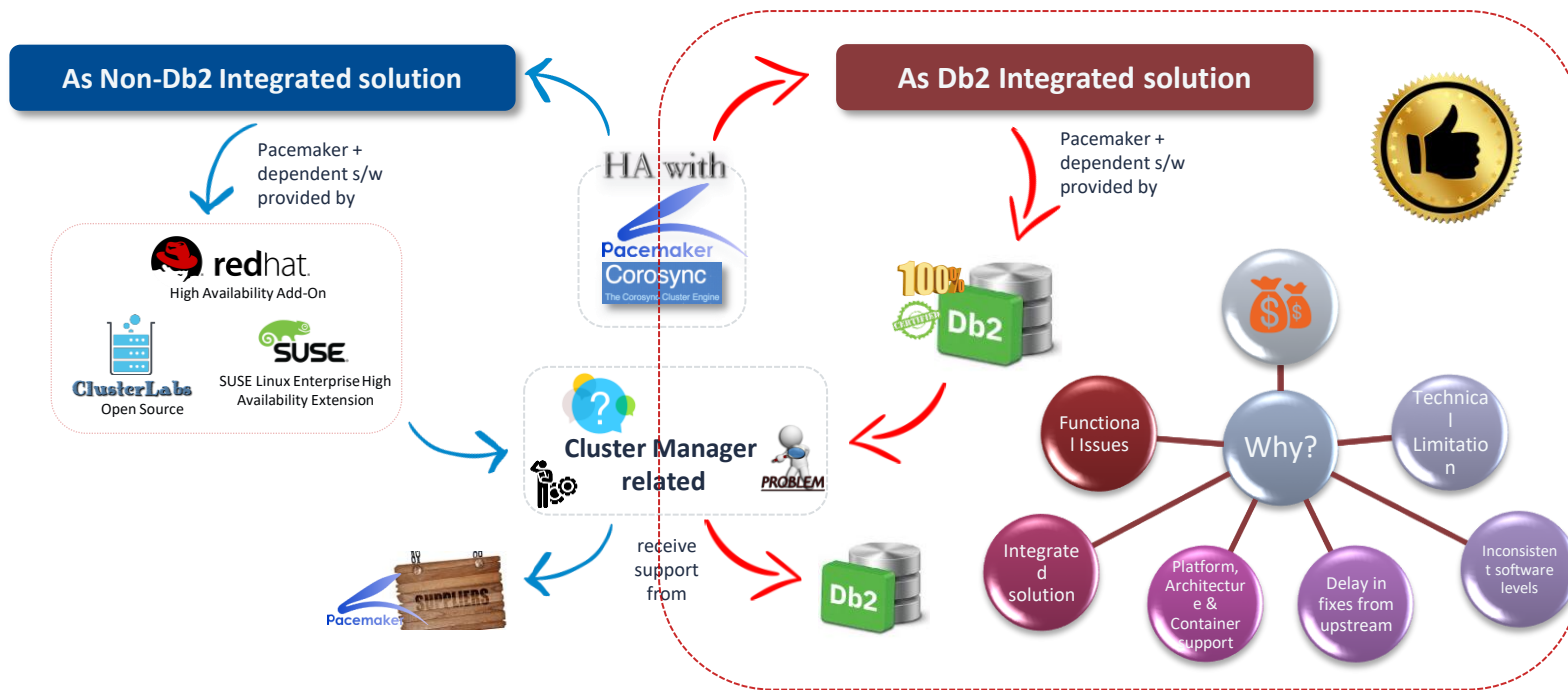 As Non-Db2 Integrated solution
As Db2 Integrated solution
Pacemaker +
dependent s/w
provided by
HA with
Pacemaker
Corosync
The Corosync Cluster Engine
Pacemaker +
dependent s/w
provided by
redhat.
High Availability Add-On
ClusterLabs
Open Source
SUSE
SUSE Linux Enterprise High
Availability Extension
100%
CERTIFIED
Db2
?
Cluster Manager
related
PROBLEM
receive
support
from
SUPPLIERS
Pacemaker
Db2
$
$
Why?
Functiona
l Issues
Technica
l
Limitatio
n
Integrate
d
solution
Platform,
Architectur
e &
Container
support
Delay in
fixes from
upstream
Inconsisten
t software
levels